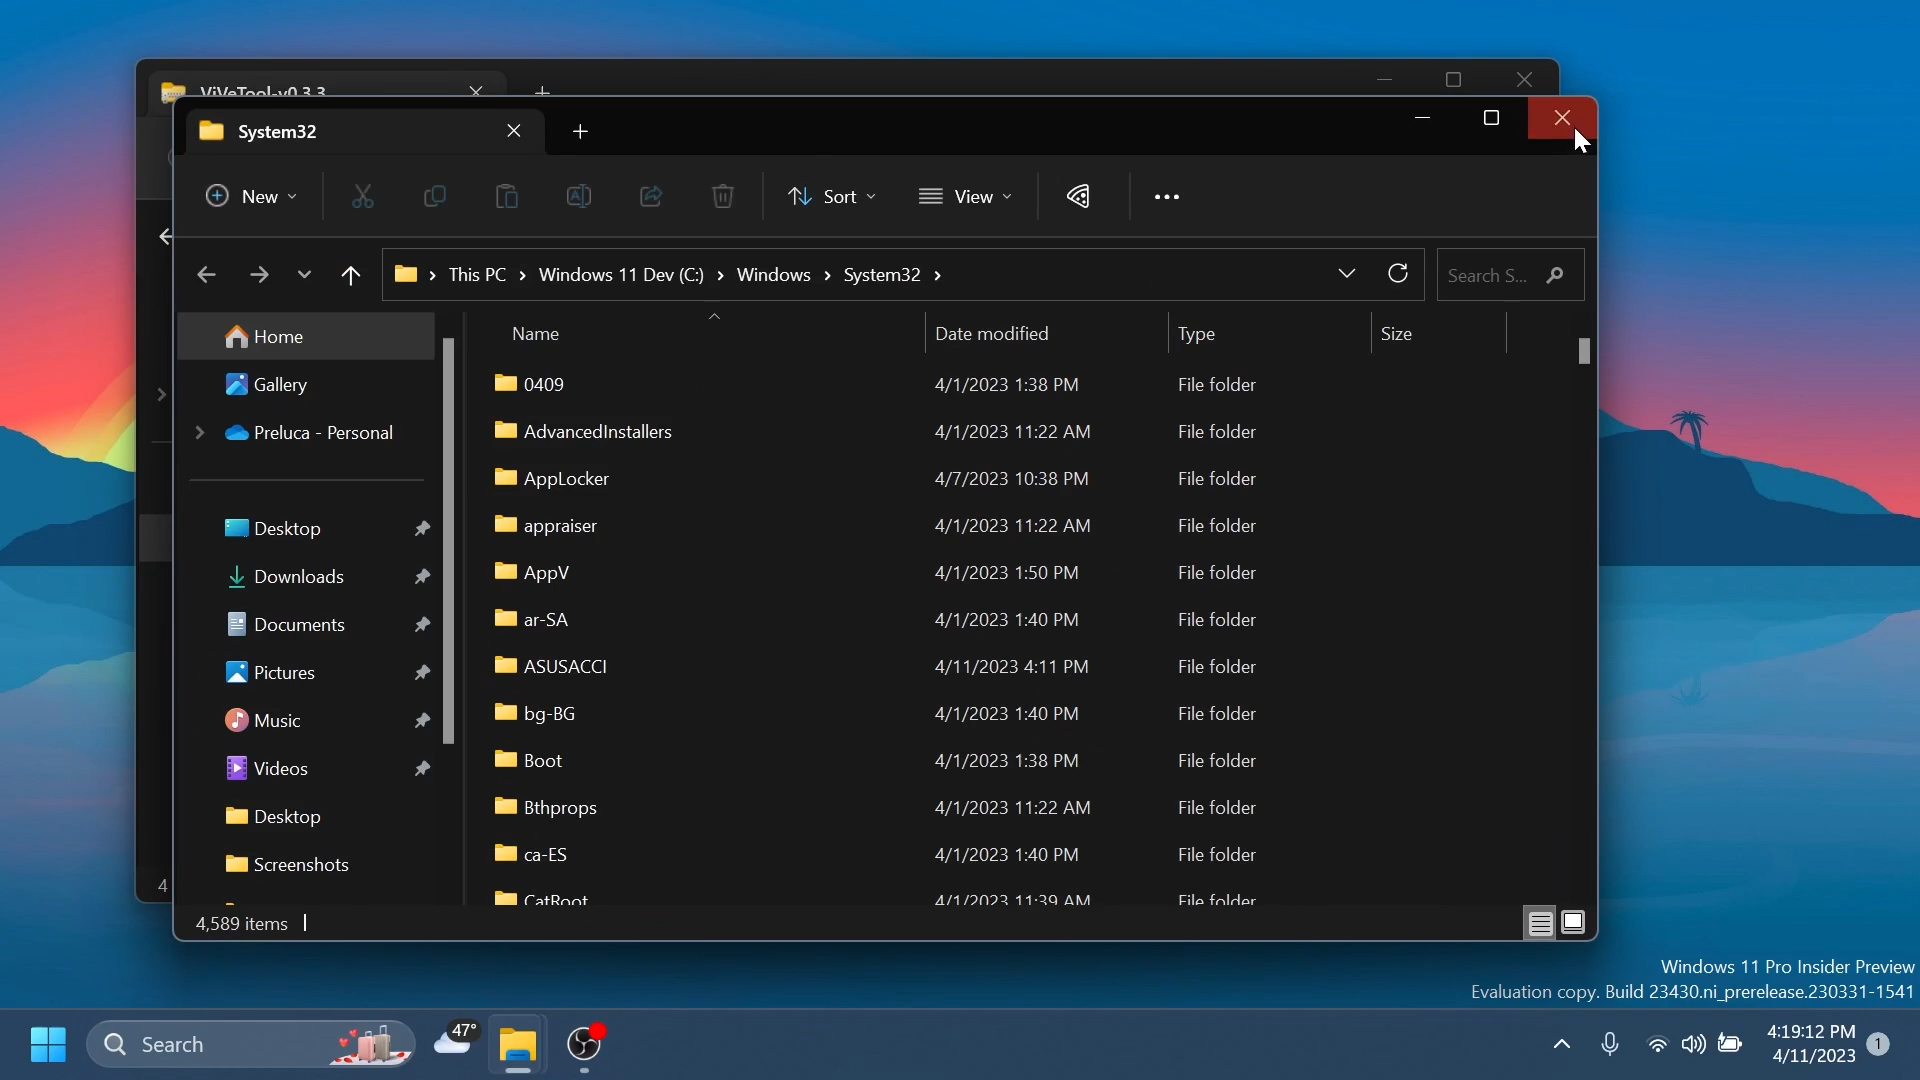 ViVeTool-v0.3.3
System32
New
Sort
View
This PC > Windows 11 Dev (C:) > Windows > System32 >
Search S...
Name Date modified Type Size
Home
Gallery
Preluca - Personal
Desktop
Downloads
Documents
Pictures
Music
Videos
Desktop
Screenshots
0409 4/1/2023 1:38 PM File folder
AdvancedInstallers 4/1/2023 11:22 AM File folder
AppLocker 4/7/2023 10:38 PM File folder
appraiser 4/1/2023 11:22 AM File folder
AppV 4/1/2023 1:50 PM File folder
ar-SA 4/1/2023 1:40 PM File folder
ASUSACCI 4/11/2023 4:11 PM File folder
bg-BG 4/1/2023 1:40 PM File folder
Boot 4/1/2023 1:38 PM File folder
Bthprops 4/1/2023 11:22 AM File folder
ca-ES 4/1/2023 1:40 PM File folder
CatRoot 4/1/2023 11:39 AM File folder
4
4,589 items
Windows 11 Pro Insider Preview
Evaluation copy. Build 23430.ni_prerelease.230331-1541
Search
47°
4:19:12 PM
4/11/2023
1